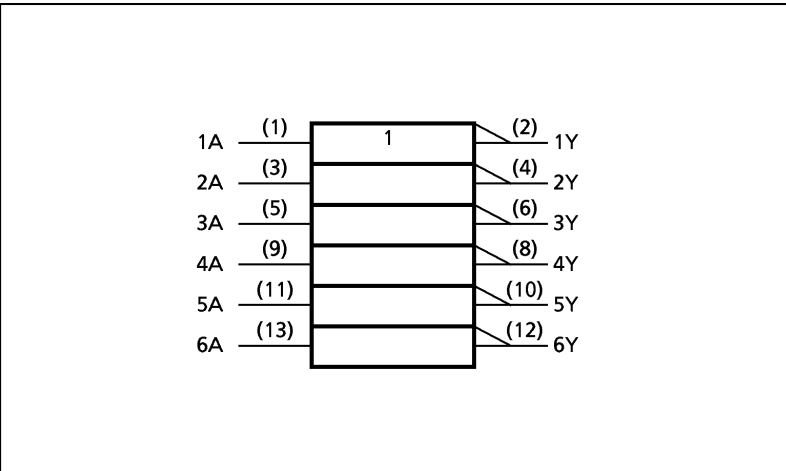 (1) (2)
1A 1 1Y
(3) (4)
2A 2Y
(5) (6)
3A 3Y
(9) (8)
4A 4Y
(11) (10)
5A 5Y
(13) (12)
6A 6Y